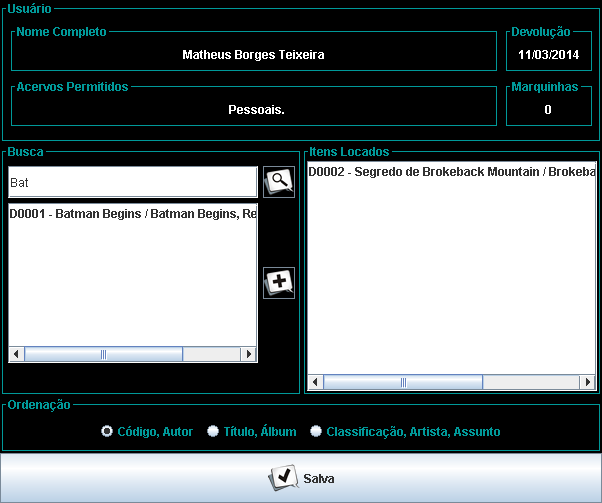 Usuário
Nome Completo
Devolução
Matheus Borges Teixeira
11/03/2014
Acervos Permitidos
Marquinhas
Pessoais.
0
Busca
Itens Locados
Bat
D0002 - Segredo de Brokeback Mountain / Brokeba
D0001 - Batman Begins / Batman Begins, Re
Ordenação
Código, Autor
Título, Álbum
Classificação, Artista, Assunto
Salva